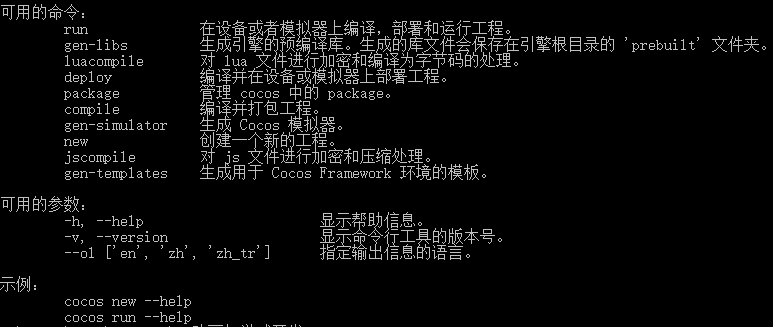 可用的命令：
run 在设备或者模拟器上编译，部署和运行工程。
gen-libs 生成引擎的预编译库。生成的库文件会保存在引擎根目录的 'prebuilt' 文件夹。
luacompile 对 lua 文件进行加密和编译为字节码的处理。
deploy 编译并在设备或模拟器上部署工程。
package 管理 cocos 中的 package。
compile 编译并打包工程。
gen-simulator 生成 Cocos 模拟器。
new 创建一个新的工程。
jscompile 对 js 文件进行加密和压缩处理。
gen-templates 生成用于 Cocos Framework 环境的模板。
可用的参数：
-h, --help 显示帮助信息。
-v, --version 显示命令行工具的版本号。
--ol ['en', 'zh', 'zh_tr'] 指定输出信息的语言。
示例：
cocos new --help
cocos run --help